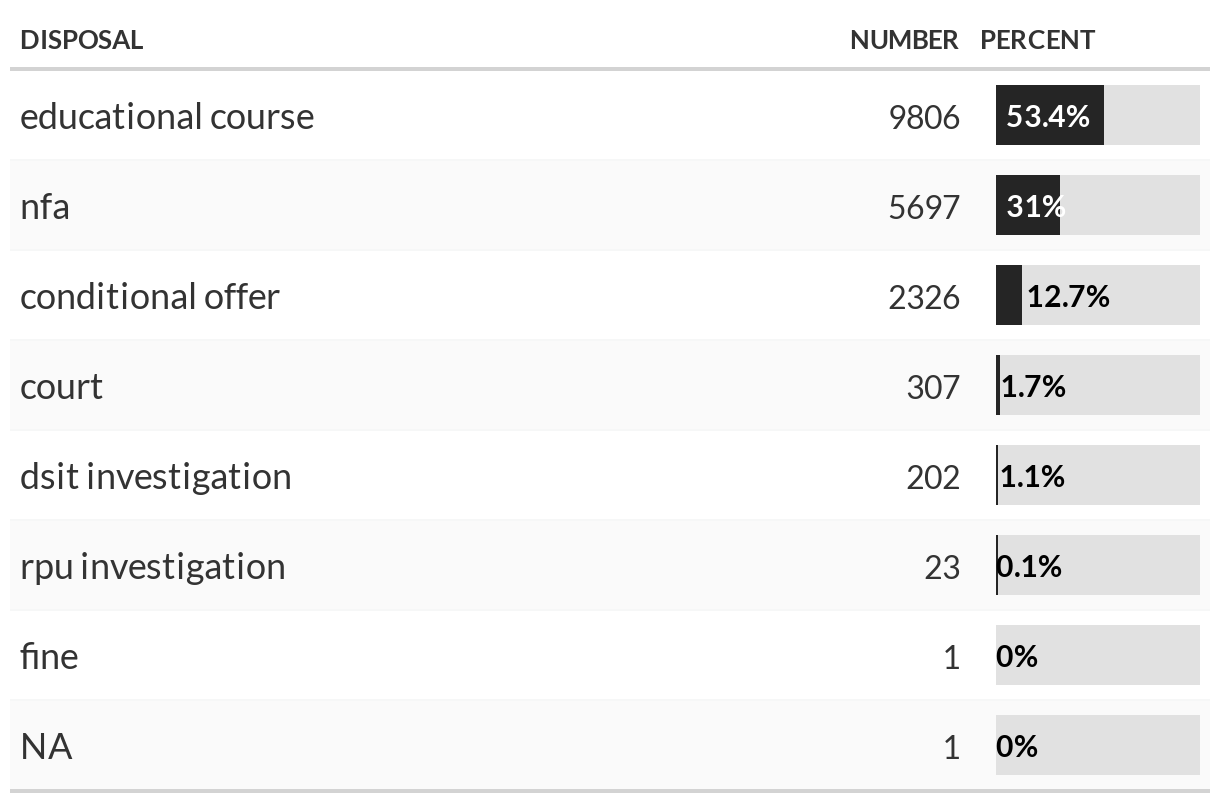 DISPOSAL NUMBER PERCENT
educational course 9806 53.4%
nfa 5697 31%
conditional offer 2326 12.7%
court 307 1.7%
dsit investigation 202 1.1%
rpu investigation 23 0.1%
fine 1 0%
NA 1 0%